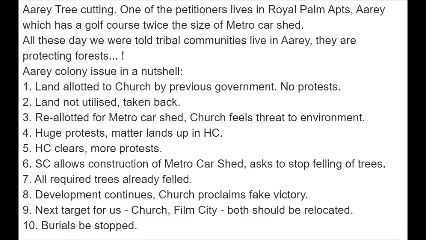 Aarey Tree cutting. One of the petitioners lives in Royal Palm Apts, Aarey
which has a golf course twice the size of Metro car shed.
All these day we were told tribal communities live in Aarey, they are
protecting forests... !
Aarey colony issue in a nutshell:
1. Land allotted to Church by previous government. No protests.
2. Land not utilised, taken back.
3. Re-allotted for Metro car shed, Church feels threat to environment.
4. Huge protests, matter lands up in HC.
5. HC clears, more protests.
6. SC allows construction of Metro Car Shed, asks to stop felling of trees.
7. All required trees already felled.
8. Development continues, Church proclaims fake victory.
9. Next target for us - Church, Film City - both should be relocated.
10. Burials be stopped.